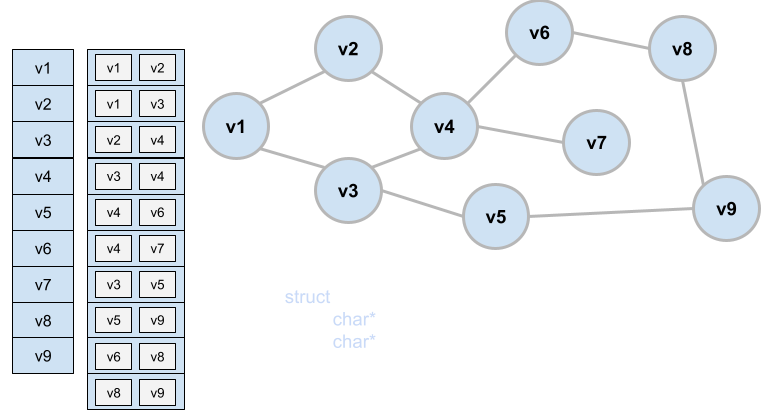 v1
v2
v3
v4
v5
v6
v7
v8
v9
v1 v2
v1 v3
v2 v4
v3 v4
v4 v6
v4 v7
v3 v5
v5 v9
v6 v8
v8 v9
v6
v2
v8
v1
v4
v7
v3
v5
v9
struct
char*
char*